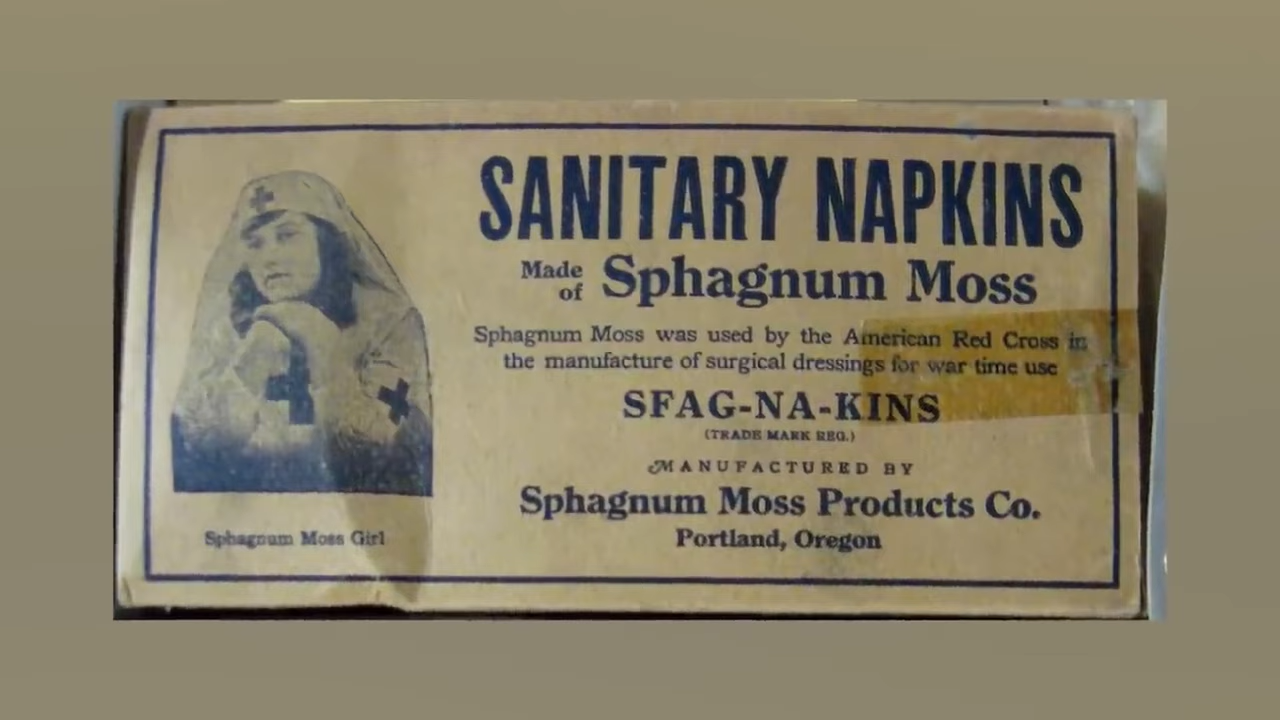 SANITARY NAPKINS
Made of Sphagnum Moss
Sphagnum Moss was used by the American Red Cross in
the manufacture of surgical dressings for war time use
SFAG-NA-KINS
(TRADE MARK REG.)
MANUFACTURED BY
Sphagnum Moss Products Co.
Portland, Oregon
Sphagnum Moss Girl